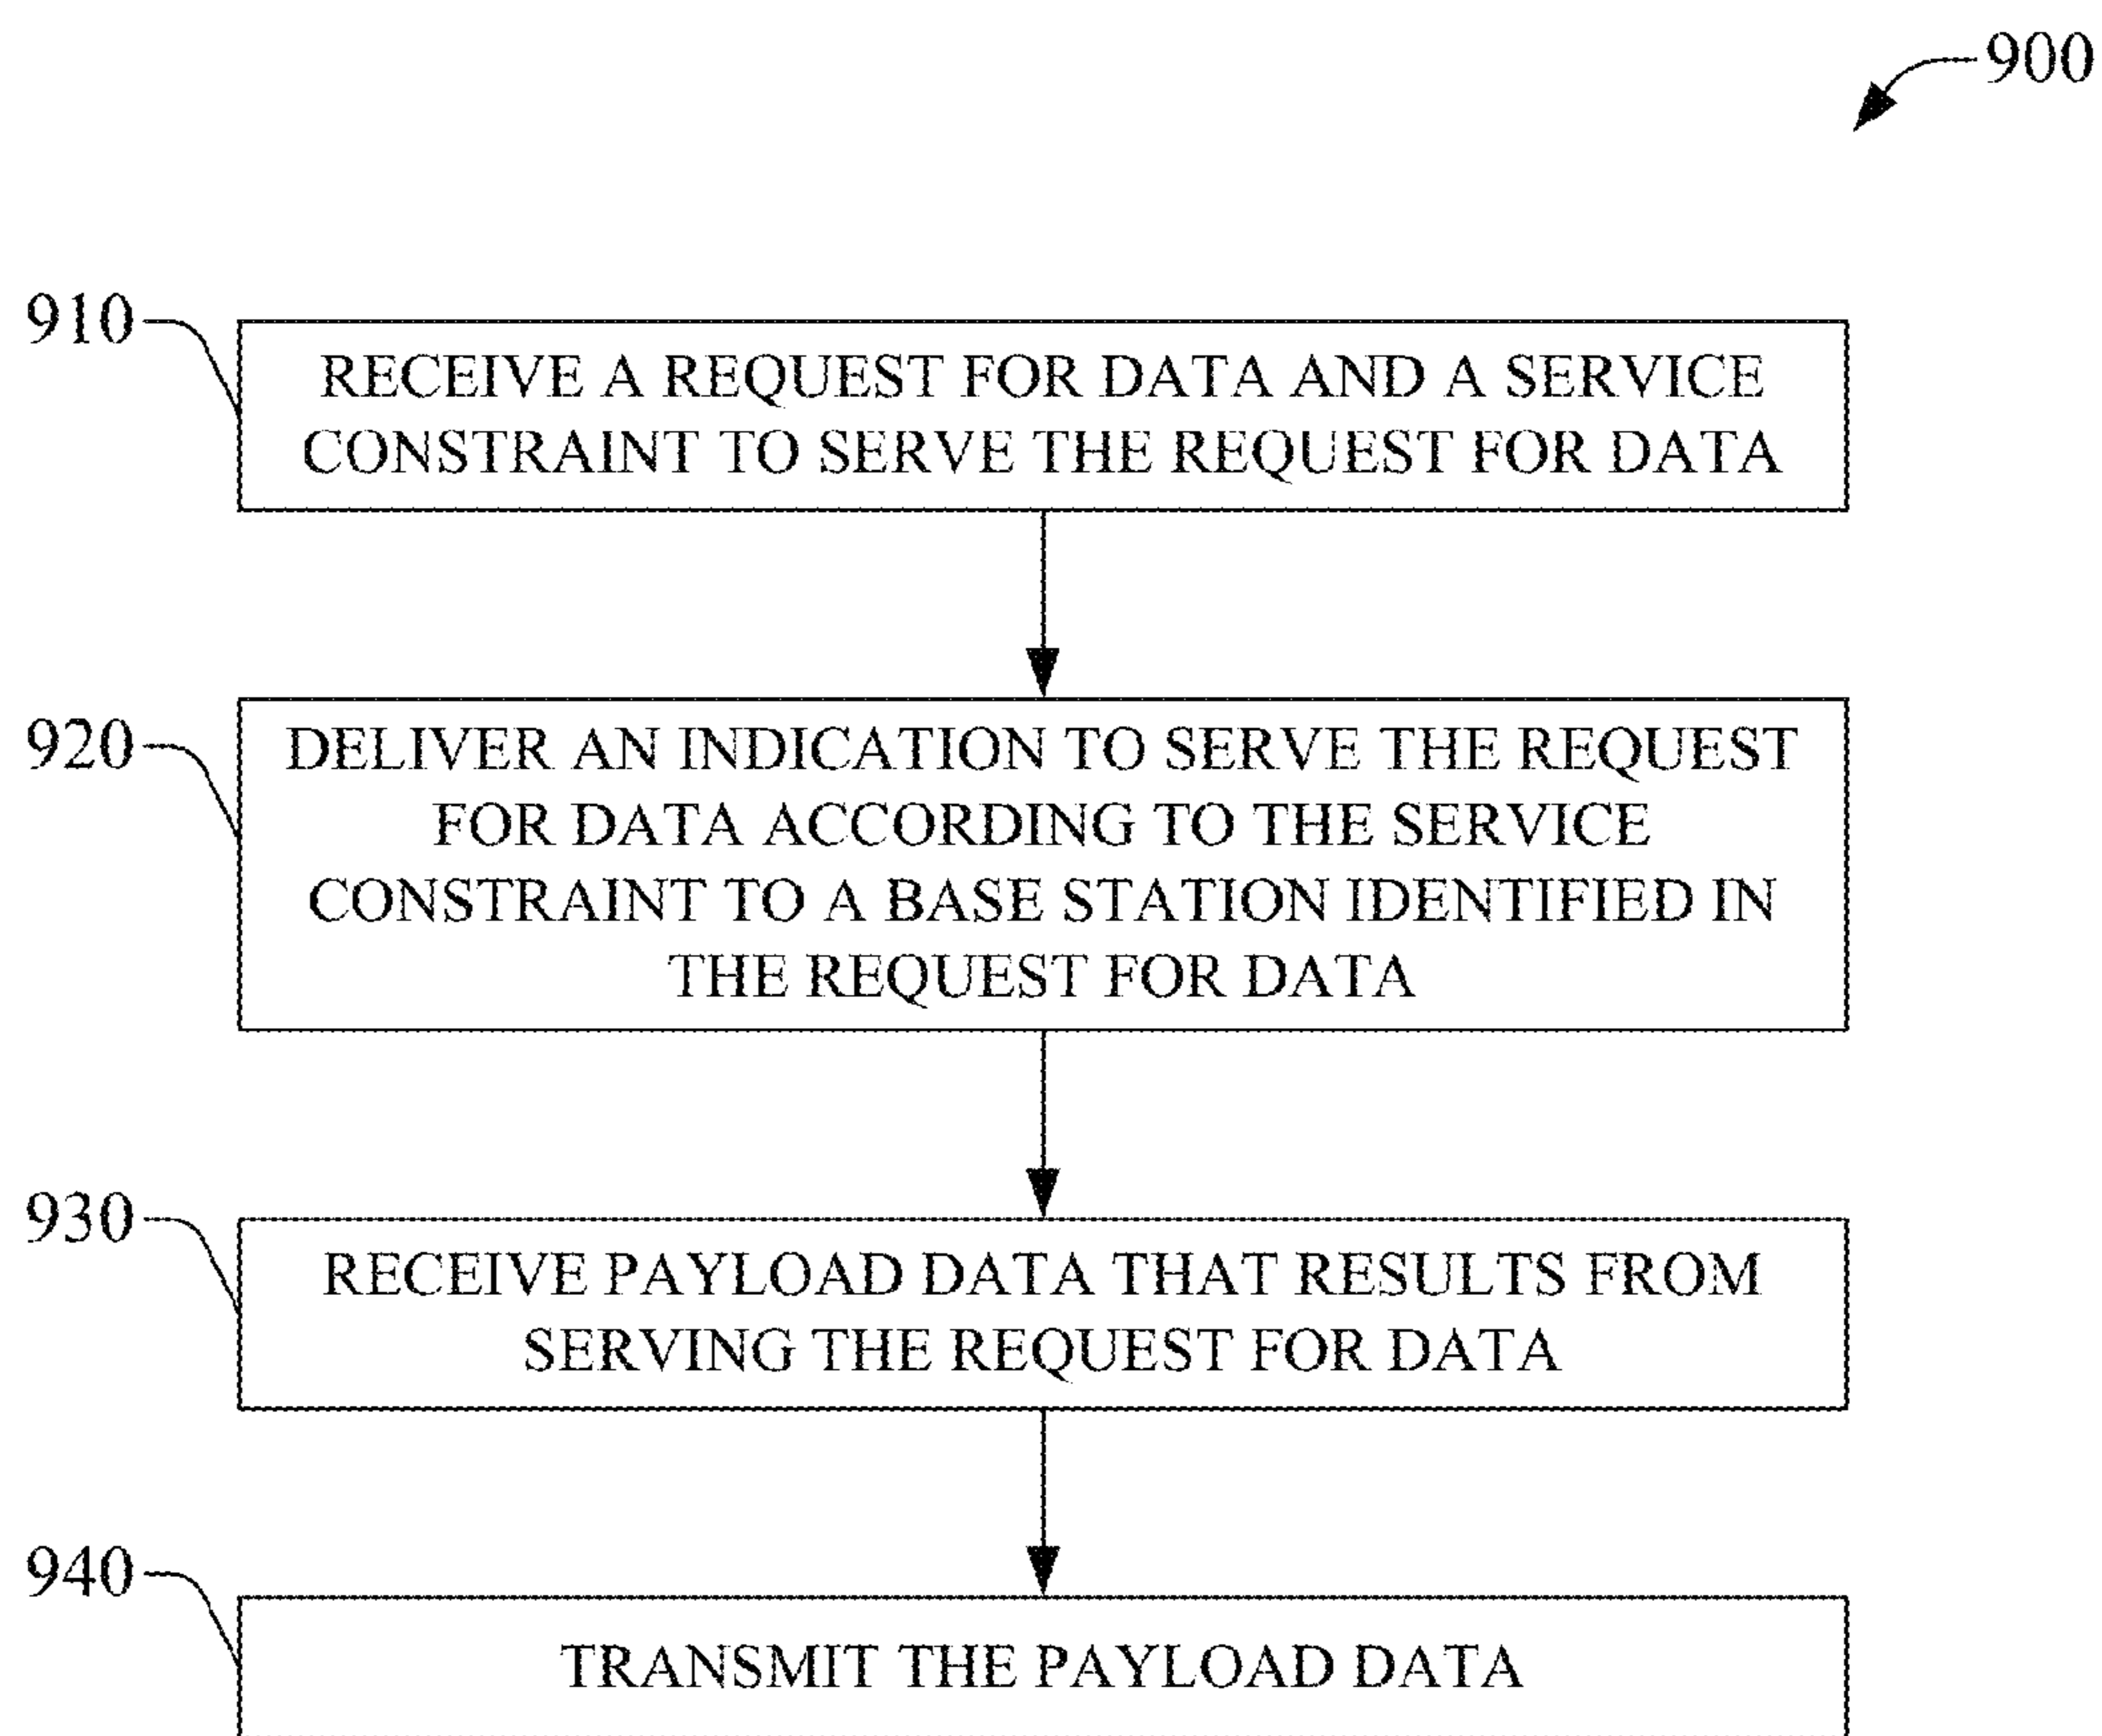 900
910
RECEIVE A REQUEST FOR DATA AND A SERVICE
CONSTRAINT TO SERVE THE REQUEST FOR DATA
920
DELIVER AN INDICATION TO SERVE THE REQUEST
FOR DATA ACCORDING TO THE SERVICE
CONSTRAINT TO A BASE STATION IDENTIFIED IN
THE REQUEST FOR DATA
930
RECEIVE PAYLOAD DATA THAT RESULTS FROM
SERVING THE REQUEST FOR DATA
940
TRANSMIT THE PAYLOAD DATA